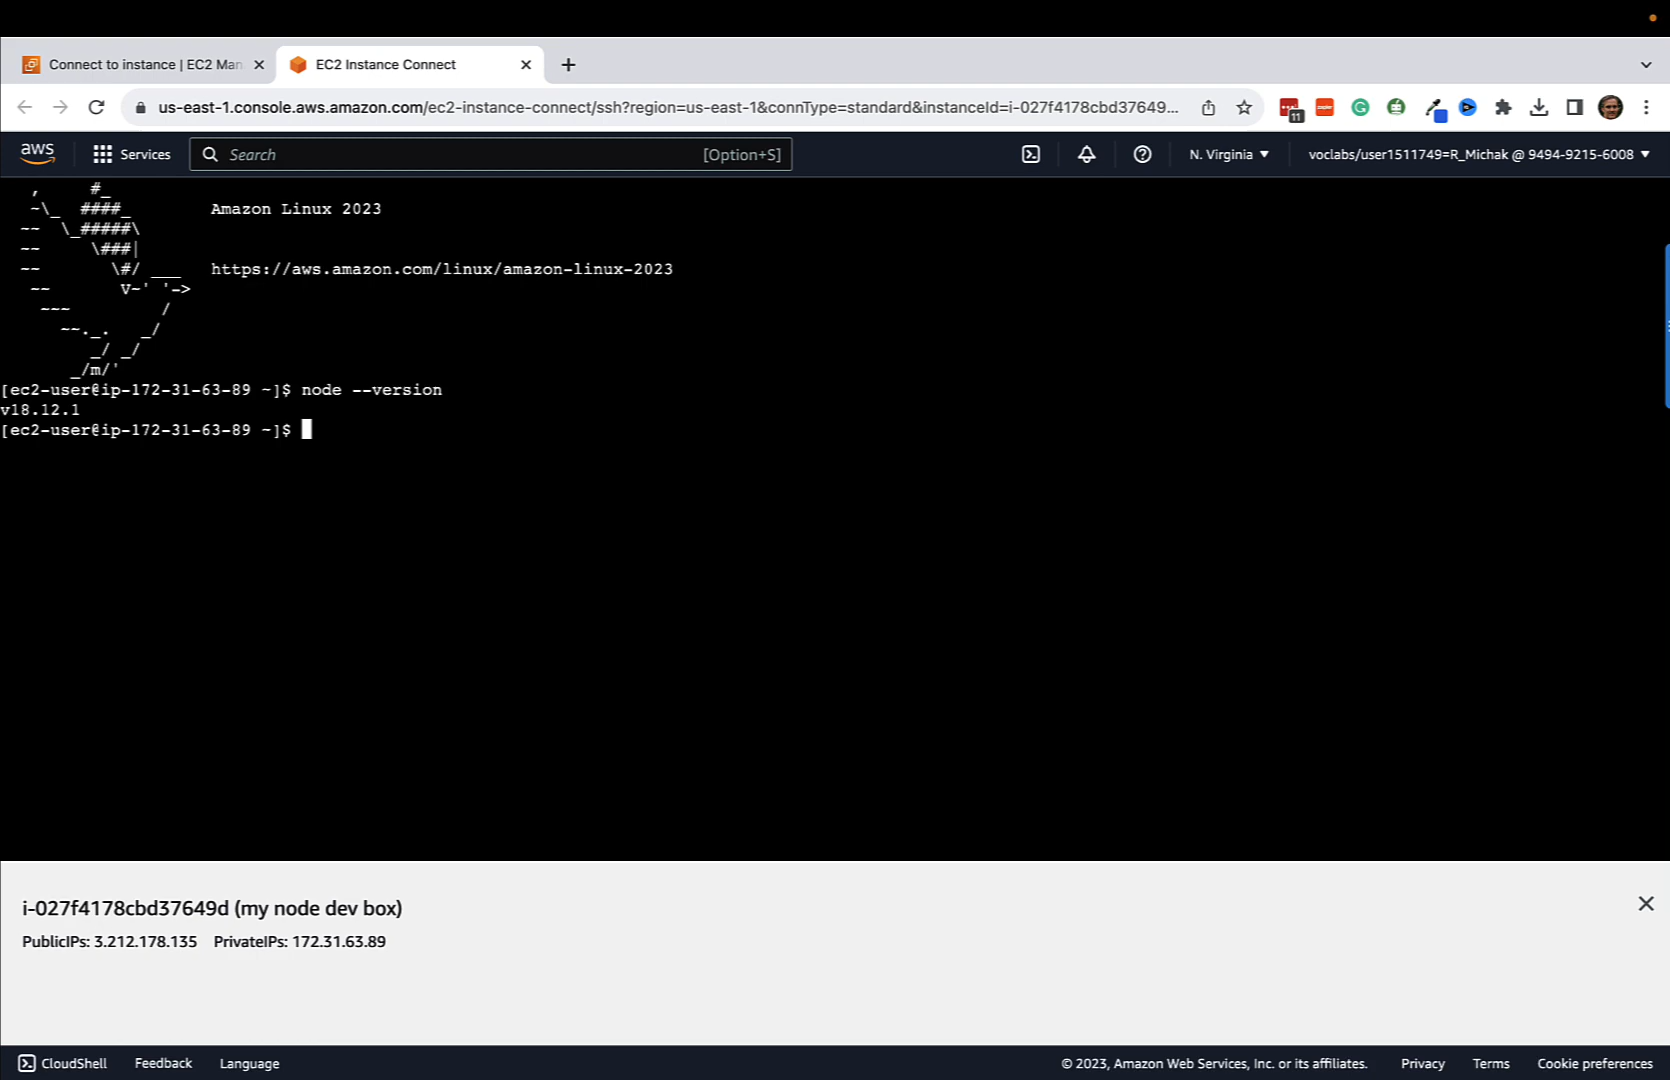 Connect to instance | EC2 Man
EC2 Instance Connect
us-east-1.console.aws.amazon.com/ec2-instance-connect/ssh?region=us-east-1&connType=standard&instanceId=i-027f4178cbd37649...
11
aws
Services
Search
[Option+S]
N. Virginia
voclabs/user1511749=R_Michak @ 9494-9215-6008
   ,     #_
   ~\_  ####_        Amazon Linux 2023
  ~~  \_#####\
  ~~     \###|
  ~~       \#/ ___   https://aws.amazon.com/linux/amazon-linux-2023
   ~~       V~' '->
    ~~~         /
      ~~._.   _/
         _/ _/
       _/m/'
[ec2-user@ip-172-31-63-89 ~]$ node --version
v18.12.1
[ec2-user@ip-172-31-63-89 ~]$
i-027f4178cbd37649d (my node dev box)
PublicIPs: 3.212.178.135 PrivateIPs: 172.31.63.89
CloudShell
Feedback
Language
© 2023, Amazon Web Services, Inc. or its affiliates.
Privacy
Terms
Cookie preferences